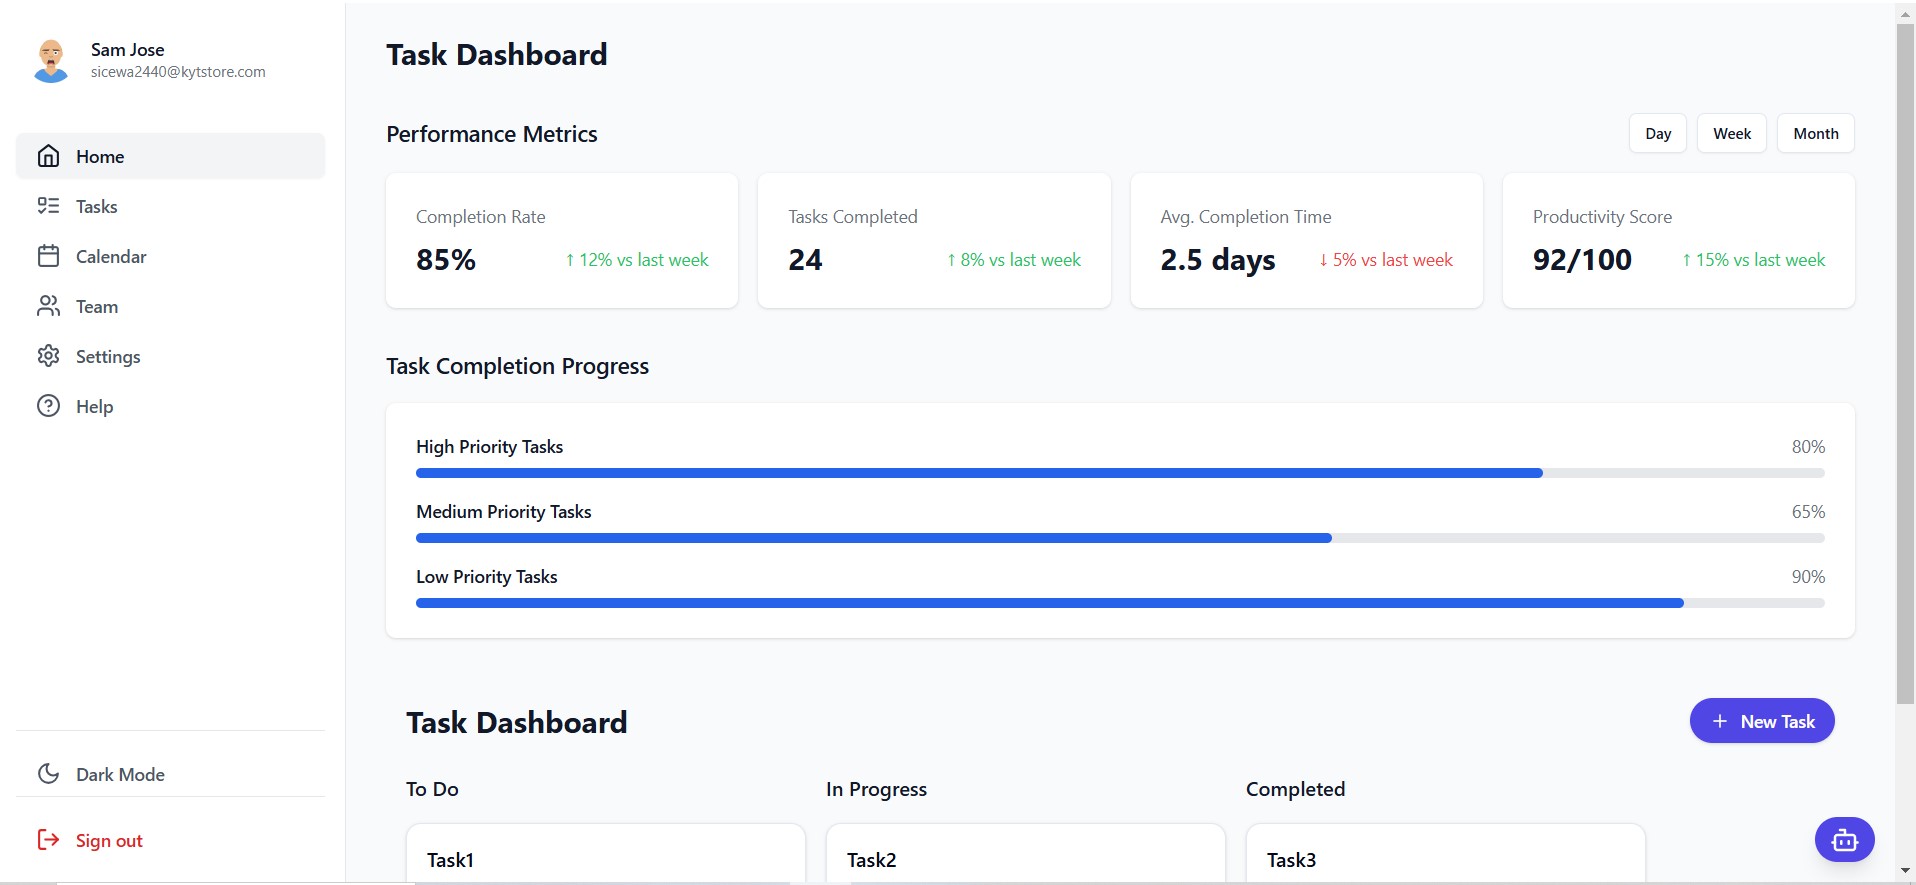 Sam Jose
sicewa2440@kytstore.com
Home
Tasks
Calendar
Team
Settings
Help
Dark Mode
Sign out
Task Dashboard
Performance Metrics
Day Week Month
Completion Rate
85% ↑ 12% vs last week
Tasks Completed
24 ↑ 8% vs last week
Avg. Completion Time
2.5 days ↓ 5% vs last week
Productivity Score
92/100 ↑ 15% vs last week
Task Completion Progress
High Priority Tasks 80%
Medium Priority Tasks 65%
Low Priority Tasks 90%
Task Dashboard
+ New Task
To Do
Task1
In Progress
Task2
Completed
Task3